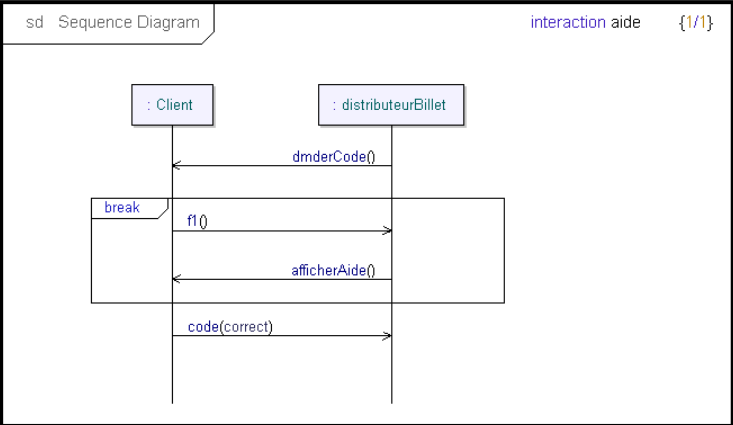 sd Sequence Diagram
interaction aide {1/1}
: Client
: distributeurBillet
dmderCode()
break
f1()
afficherAide()
code(correct)